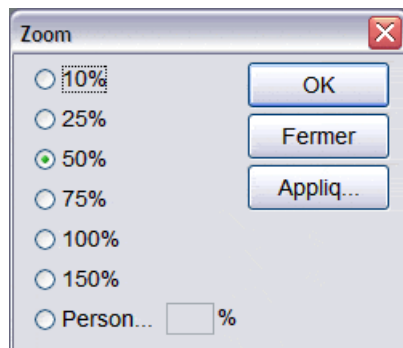 Zoom
10%
25%
50%
75%
100%
150%
Person... %
OK
Fermer
Appliq...